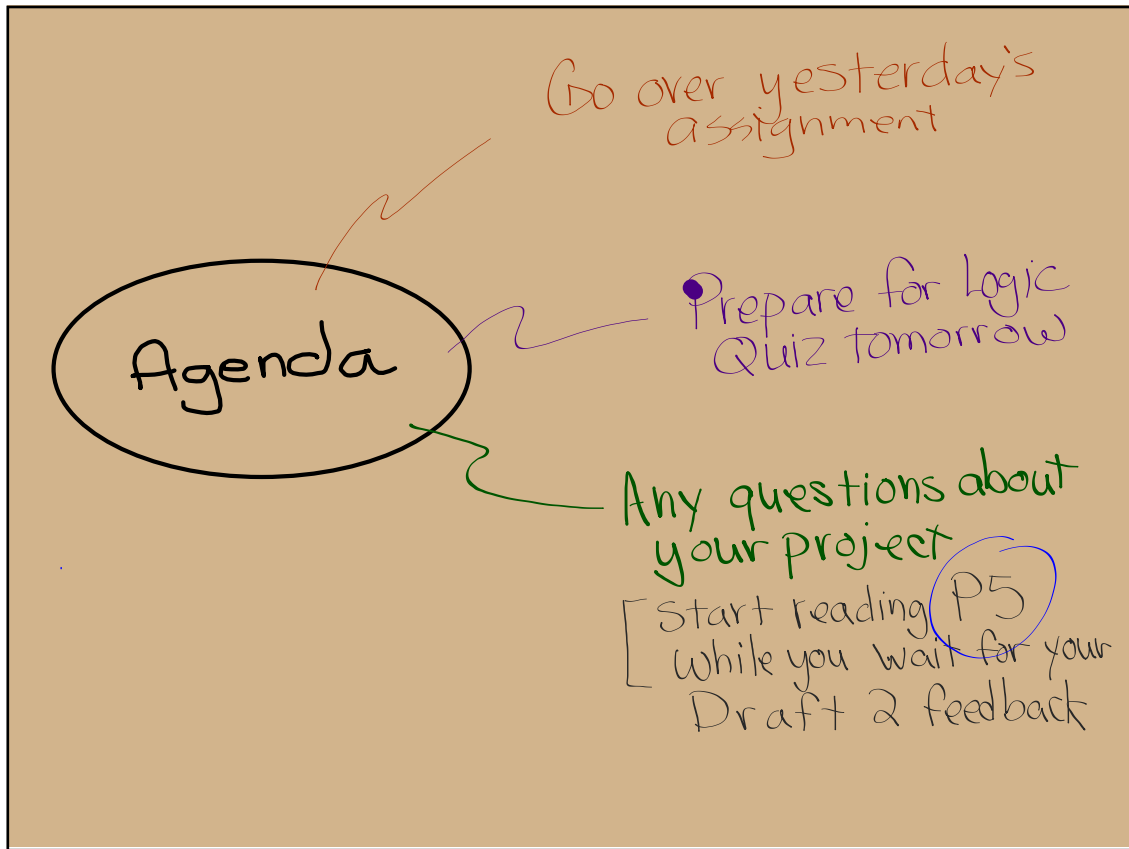 Go over yesterday's
assignment
Agenda
Prepare for Logic
Quiz tomorrow
Any questions about
your project
Start reading P5
while you wait for your
Draft 2 feedback